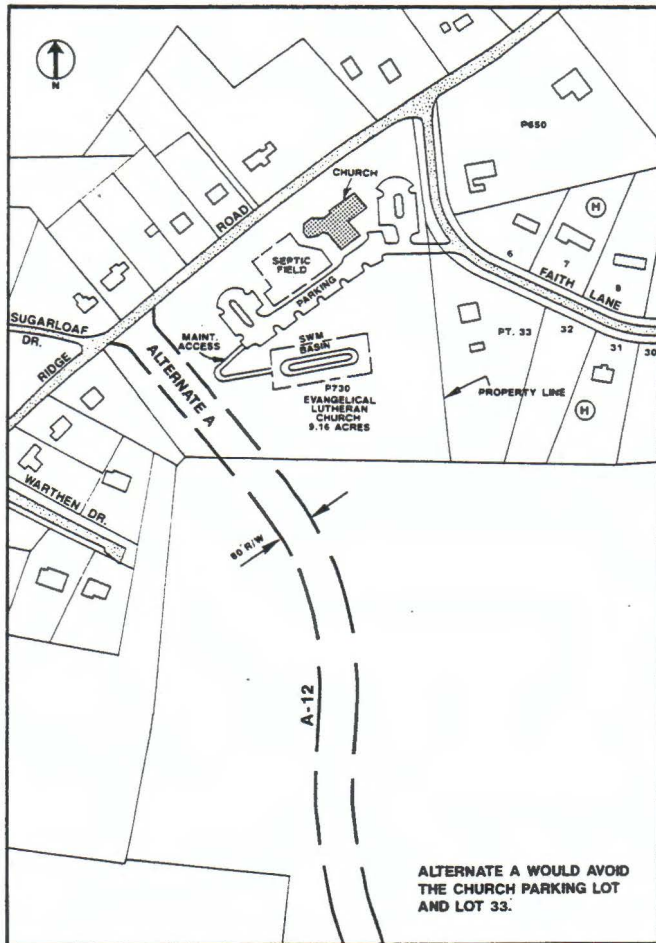 N
P650
CHURCH
ROAD
H
SEPTIC
FIELD
PARKING
6
7
8
FAITH LANE
SUGARLOAF
DR.
RIDGE
MAINT.
ACCESS
SWM
BASIN
PT. 33
32
31
30
ALTERNATE A
P730
EVANGELICAL
LUTHERAN
CHURCH
9.16 ACRES
PROPERTY LINE
H
WARTHEN DR.
80 R/W
A-12
ALTERNATE A WOULD AVOID
THE CHURCH PARKING LOT
AND LOT 33.